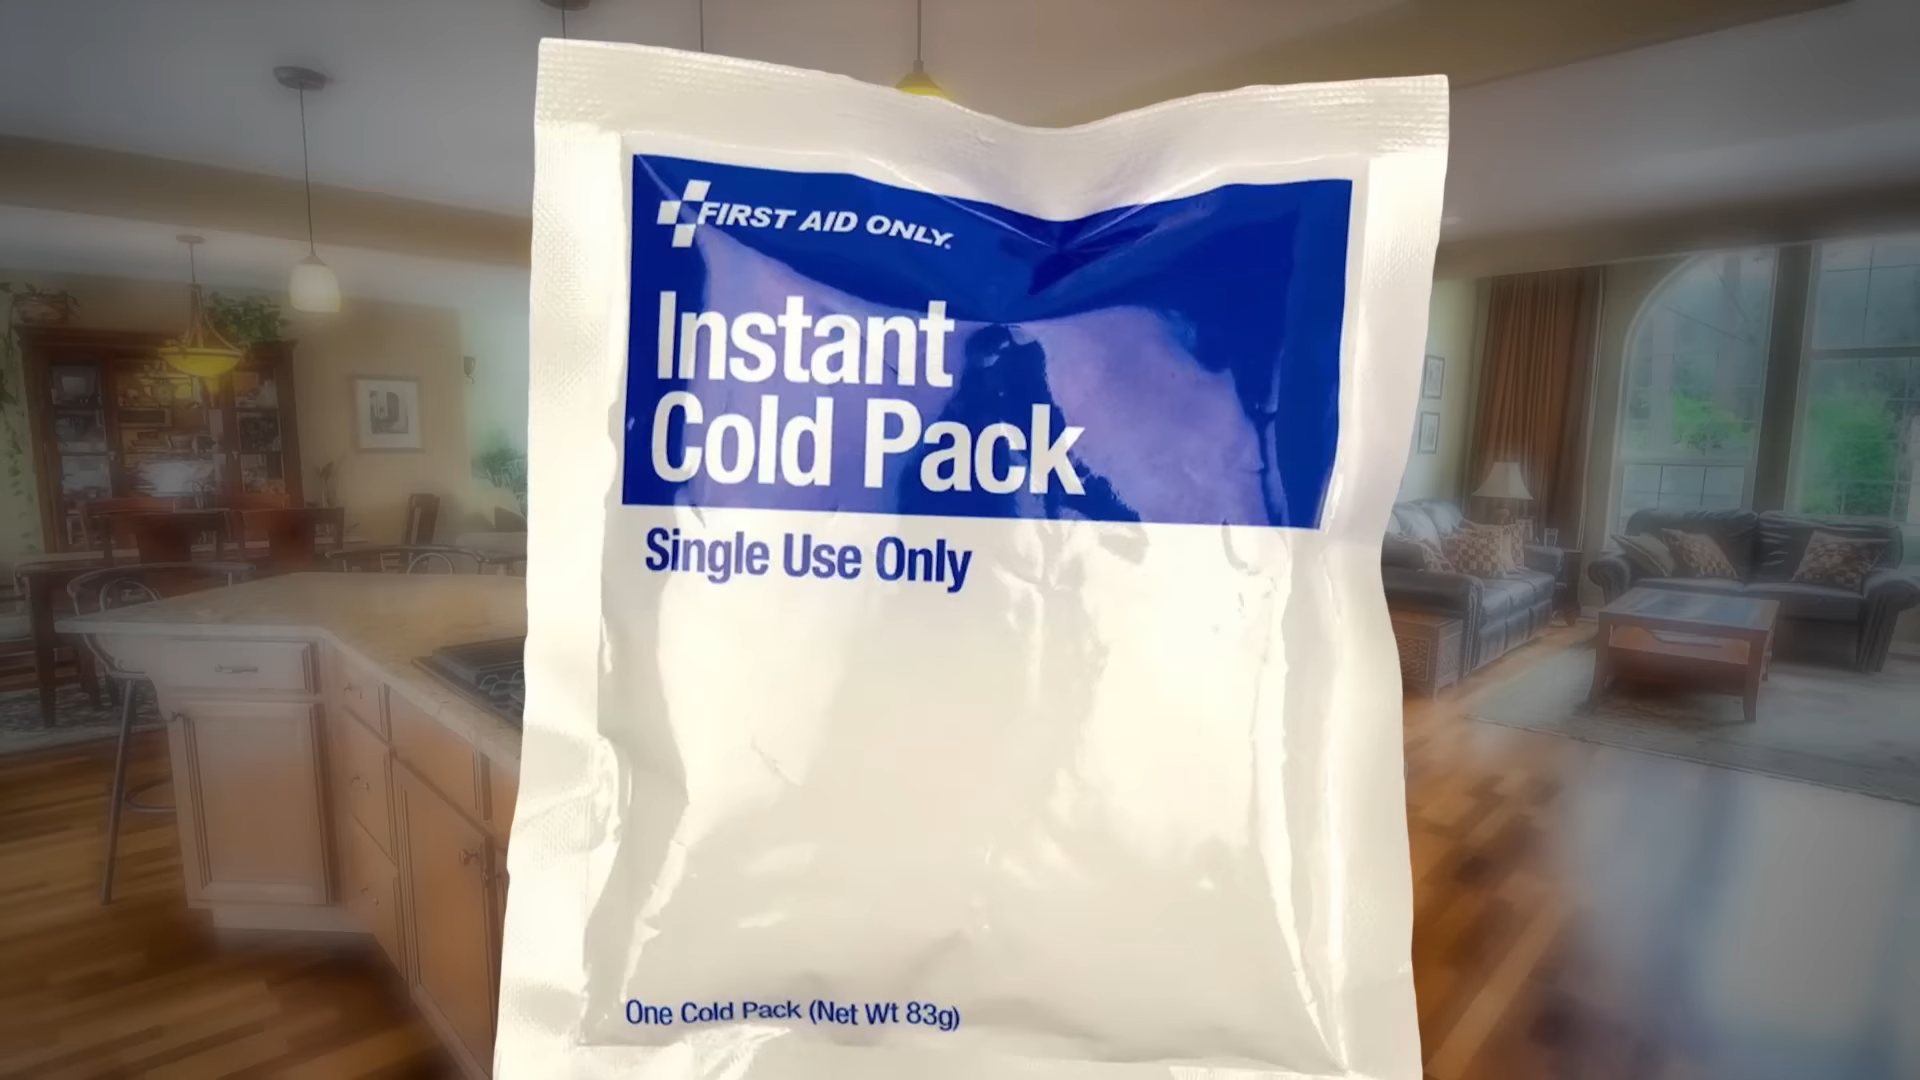 FIRST AID ONLY.
Instant
Cold Pack
Single Use Only
One Cold Pack (Net Wt 83g)